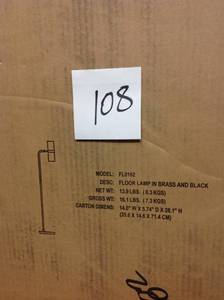 108
MODEL: FL0102
DESC: FLOOR LAMP IN BRASS AND BLACK
NET WT: 13.9 LBS. (6.3 KGS)
GROSS WT: 16.1 LBS. (7.3 KGS)
CARTON DIMENS: 14.0" W X 5.74" D X 28.1" H
(35.6 X 14.6 X 71.4 CM)